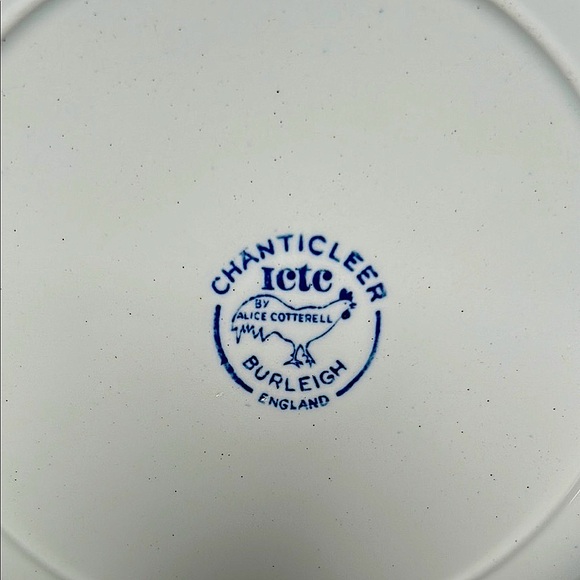 CHANTICLEER
Ictc
BY
ALICE COTTERELL
BURLEIGH
ENGLAND